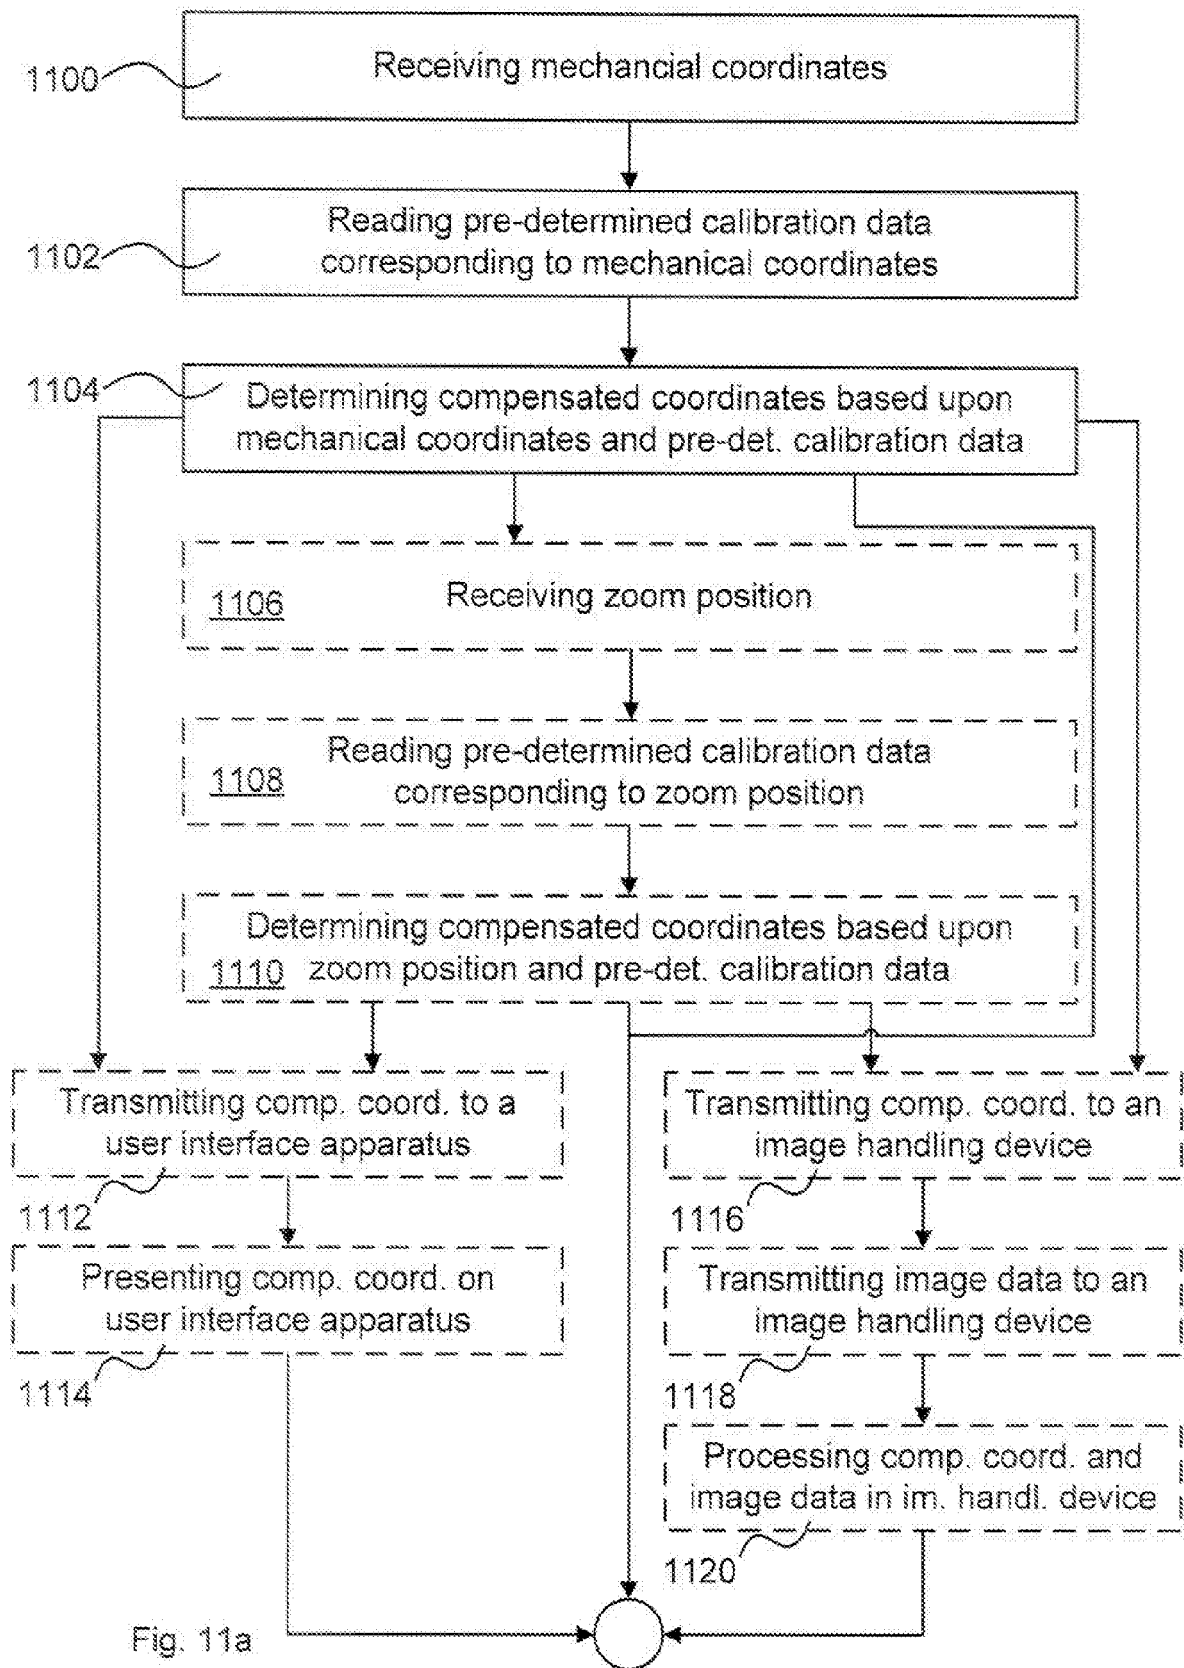 Receiving mechancial coordinates
1100
Reading pre-determined calibration data
corresponding to mechanical coordinates
1102
1104
Determining compensated coordinates based upon
mechanical coordinates and pre-det. calibration data
Receiving zoom position
1106
Reading pre-determined calibration data
corresponding to zoom position
1108
Determining compensated coordinates based upon
zoom position and pre-det. calibration data
1110
Transmitting comp. coord. to a
user interface apparatus
1112
Transmitting comp. coord. to an
image handling device
1116
Presenting comp. coord. on
user interface apparatus
1114
Transmitting image data to an
image handling device
1118
Processing comp. coord. and
image data in im. handl. device
1120
Fig. 11a